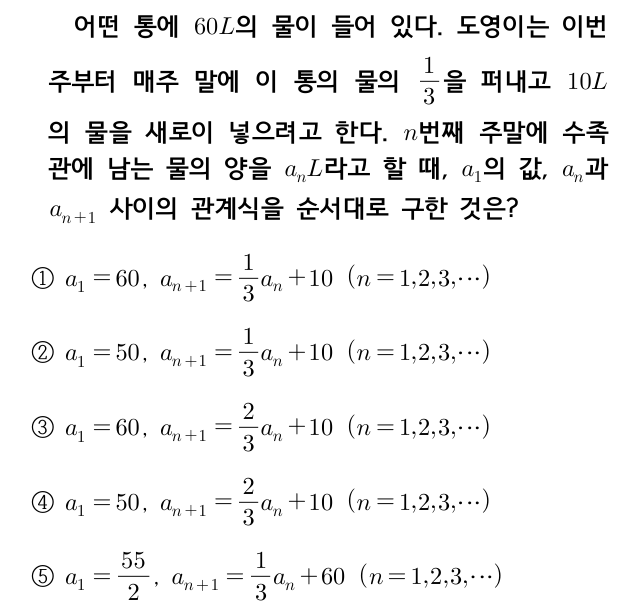 어떤 통에 60L의 물이 들어 있다. 도영이는 이번
주부터 매주 말에 이 통의 물의 $\frac{1}{3}$을 퍼내고 10L
의 물을 새로이 넣으려고 한다. n번째 주말에 수족
관에 남는 물의 양을 $a_n$L라고 할 때, $a_1$의 값, $a_n$과
$a_{n+1}$ 사이의 관계식을 순서대로 구한 것은?
① $a_1=60$, $a_{n+1}=\frac{1}{3}a_n+10$ $(n=1,2,3,\cdots)$
② $a_1=50$, $a_{n+1}=\frac{1}{3}a_n+10$ $(n=1,2,3,\cdots)$
③ $a_1=60$, $a_{n+1}=\frac{2}{3}a_n+10$ $(n=1,2,3,\cdots)$
④ $a_1=50$, $a_{n+1}=\frac{2}{3}a_n+10$ $(n=1,2,3,\cdots)$
⑤ $a_1=\frac{55}{2}$, $a_{n+1}=\frac{1}{3}a_n+60$ $(n=1,2,3,\cdots)$